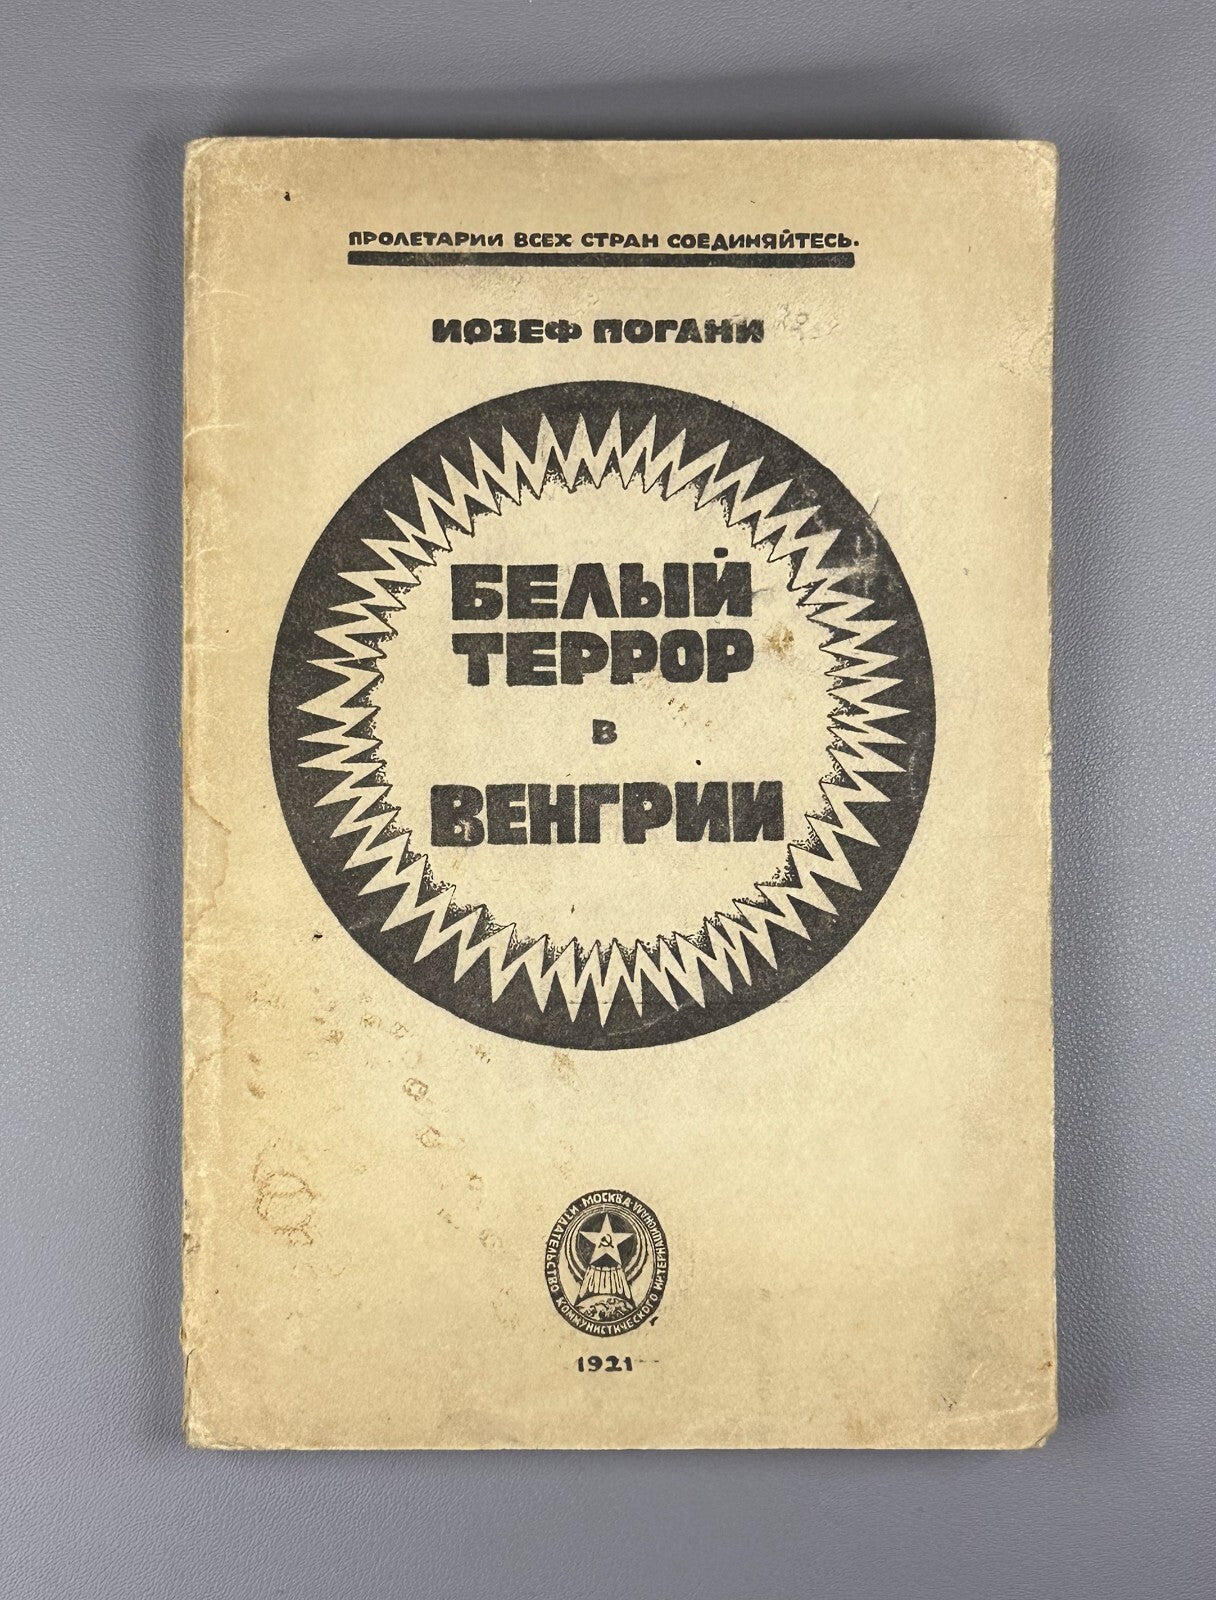 ПРОЛЕТАРИИ ВСЕХ СТРАН СОЕДИНЯЙТЕСЬ.
ИОЗЕФ ПОГАНИ
БЕЛЫЙ
ТЕРРОР
В
ВЕНГРИИ
МОСКВА
ИЗДАТЕЛЬСТВО КОММУНИСТИЧЕСКОГО ИНТЕРНАЦИОНАЛА
1921